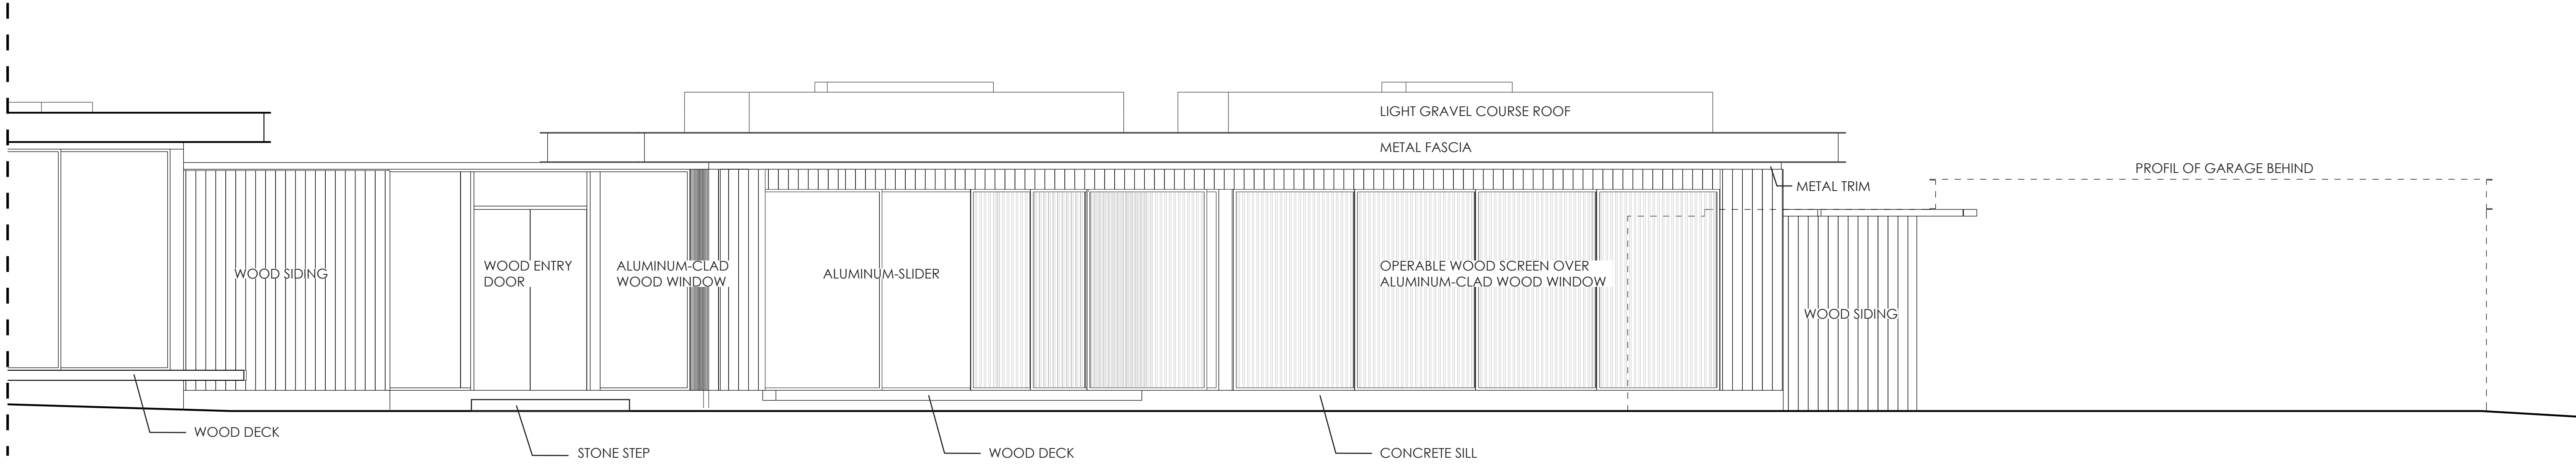 LIGHT GRAVEL COURSE ROOF
METAL FASCIA
PROFIL OF GARAGE BEHIND
METAL TRIM
WOOD SIDING
WOOD ENTRY
DOOR
ALUMINUM-CLAD
WOOD WINDOW
ALUMINUM-SLIDER
OPERABLE WOOD SCREEN OVER
ALUMINUM-CLAD WOOD WINDOW
WOOD SIDING
WOOD DECK
STONE STEP
WOOD DECK
CONCRETE SILL